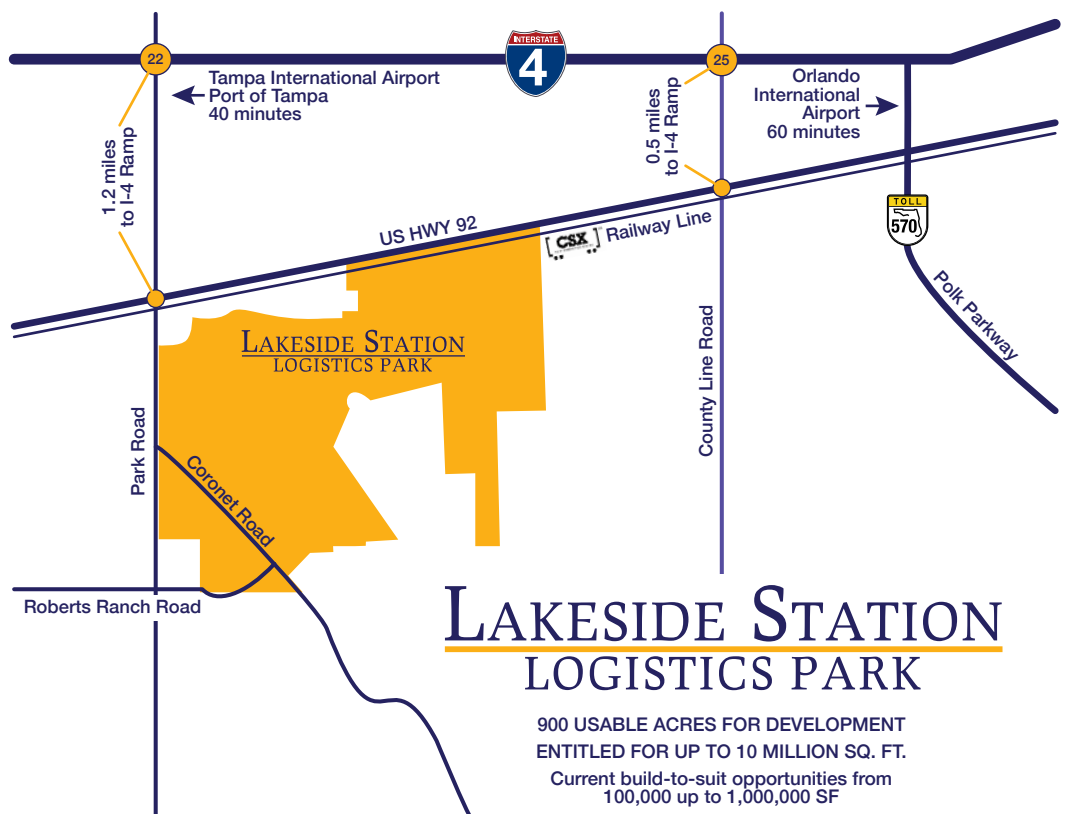 22
INTERSTATE
4
25
Tampa International Airport
Port of Tampa
40 minutes
Orlando
International
Airport
60 minutes
1.2 miles
to I-4 Ramp
0.5 miles
to I-4 Ramp
TOLL
570
US HWY 92
CSX
Railway Line
Polk Parkway
LAKESIDE STATION
LOGISTICS PARK
County Line Road
Park Road
Coronet Road
Roberts Ranch Road
LAKESIDE STATION
LOGISTICS PARK
900 USABLE ACRES FOR DEVELOPMENT
ENTITLED FOR UP TO 10 MILLION SQ. FT.
Current build-to-suit opportunities from
100,000 up to 1,000,000 SF